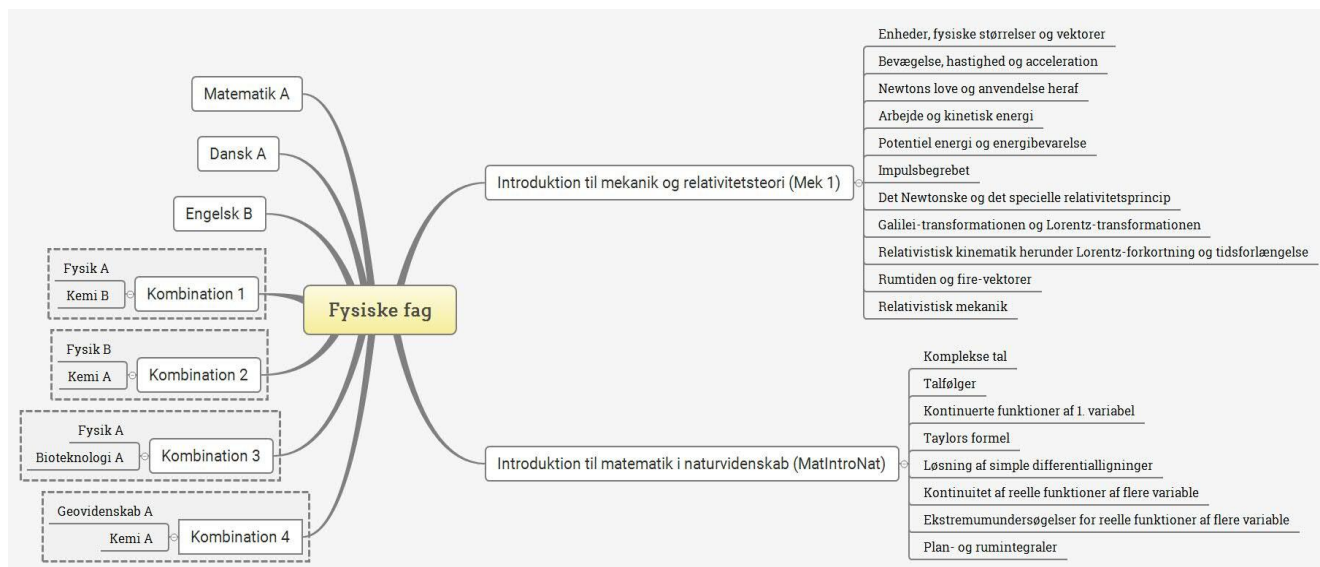 Matematik A
Dansk A
Engelsk B
Fysik A
Kemi B
Kombination 1
Fysik B
Kemi A
Kombination 2
Fysik A
Bioteknologi A
Kombination 3
Geovidenskab A
Kemi A
Kombination 4
Fysiske fag
Introduktion til mekanik og relativitetsteori (Mek 1)
Enheder, fysiske størrelser og vektorer
Bevægelse, hastighed og acceleration
Newtons love og anvendelse heraf
Arbejde og kinetisk energi
Potentiel energi og energibevarelse
Impulsbegrebet
Det Newtonske og det specielle relativitetsprincip
Galilei-transformationen og Lorentz-transformationen
Relativistisk kinematik herunder Lorentz-forkortning og tidsforlængelse
Rumtiden og fire-vektorer
Relativistisk mekanik
Introduktion til matematik i naturvidenskab (MatIntroNat)
Komplekse tal
Talfølger
Kontinuerte funktioner af 1. variabel
Taylors formel
Løsning af simple differentialligninger
Kontinuitet af reelle funktioner af flere variable
Ekstremumundersøgelser for reelle funktioner af flere variable
Plan- og rumintegraler